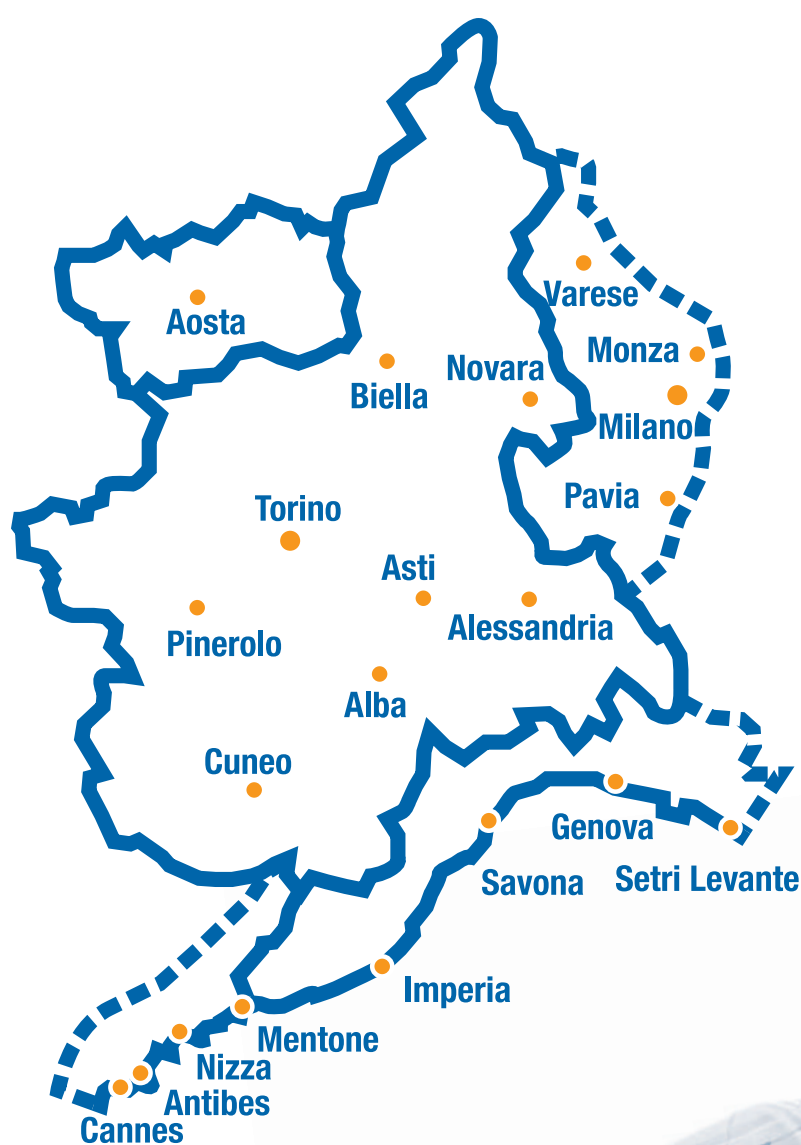 Varese
Aosta
Monza
Novara
Biella
Milano
Pavia
Torino
Asti
Alessandria
Pinerolo
Alba
Cuneo
Genova
Savona
Setri Levante
Imperia
Mentone
Nizza
Antibes
Cannes